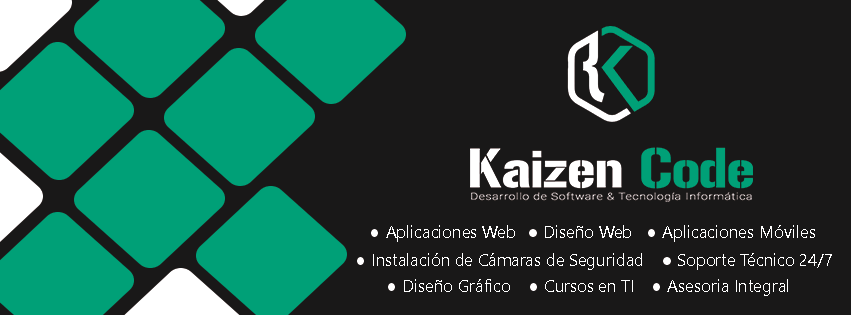 Kaizen Code
Desarrollo de Software & Tecnología Informática
● Aplicaciones Web ● Diseño Web ● Aplicaciones Móviles
● Instalación de Cámaras de Seguridad ● Soporte Técnico 24/7
● Diseño Gráfico ● Cursos en TI ● Asesoria Integral